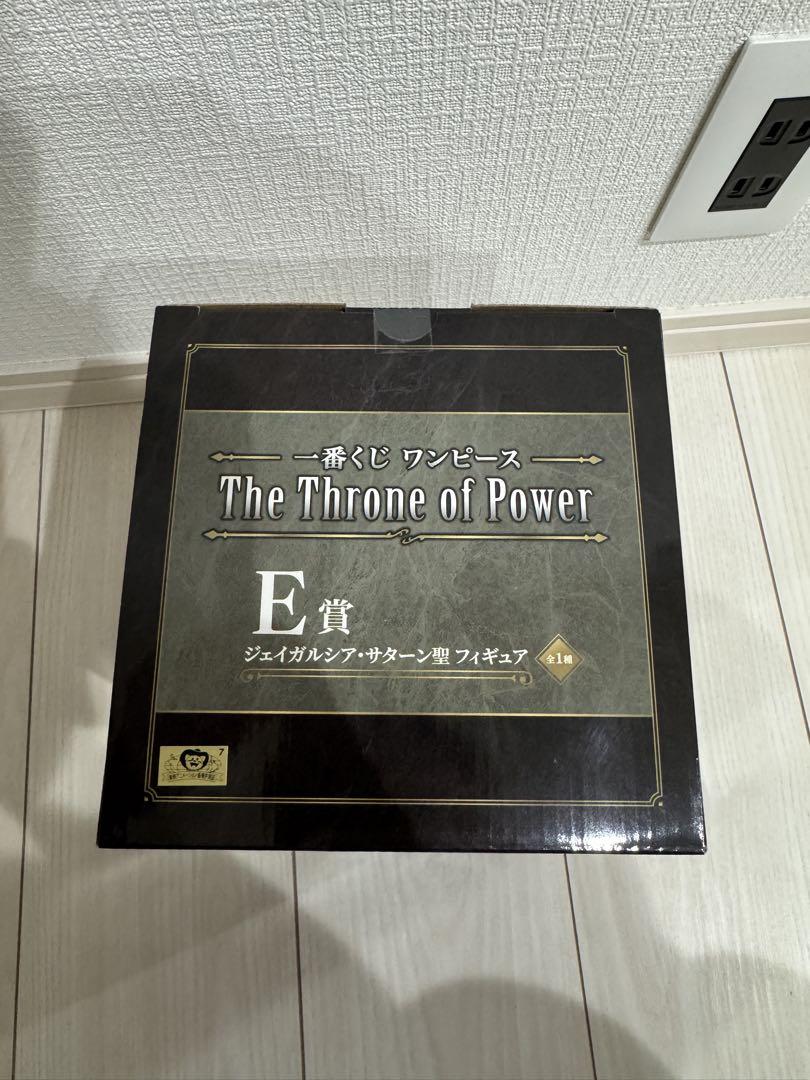 一番くじ ワンピース
The Throne of Power
E賞
ジェイガルシア・サターン聖 フィギュア 全1種
7